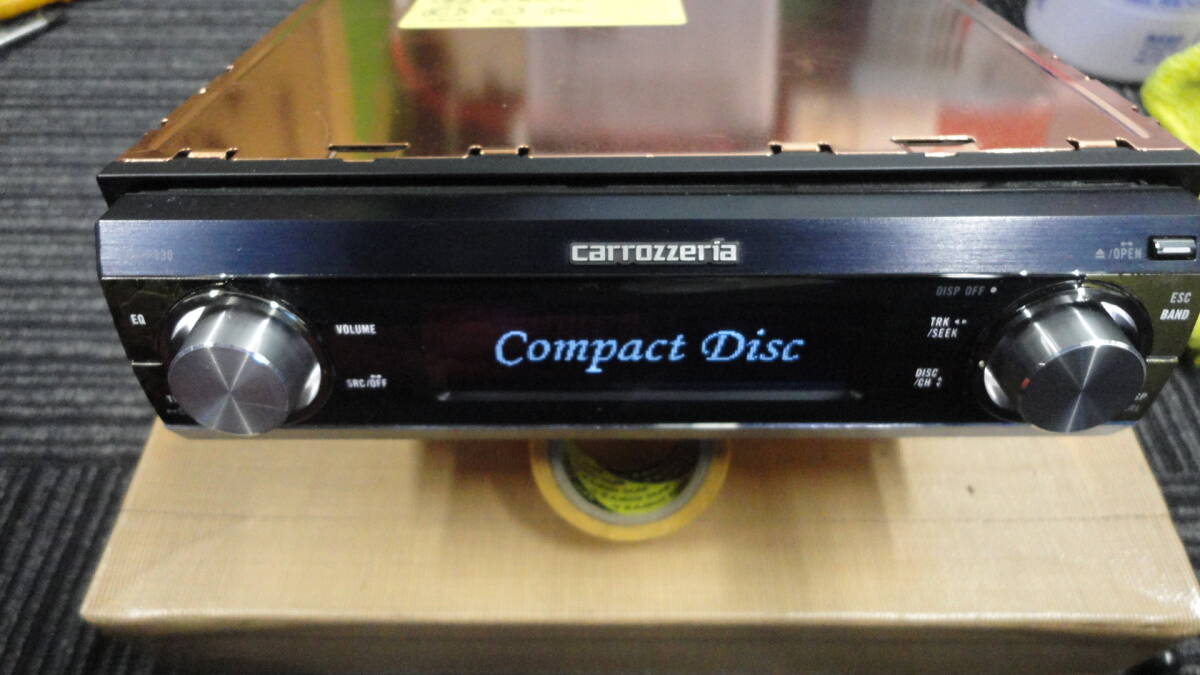 carrozzeria
/OPEN
EQ
VOLUME
SRC/OFF
Compact Disc
DISP OFF
TRK
/SEEK
DISC
/CH
ESC
BAND